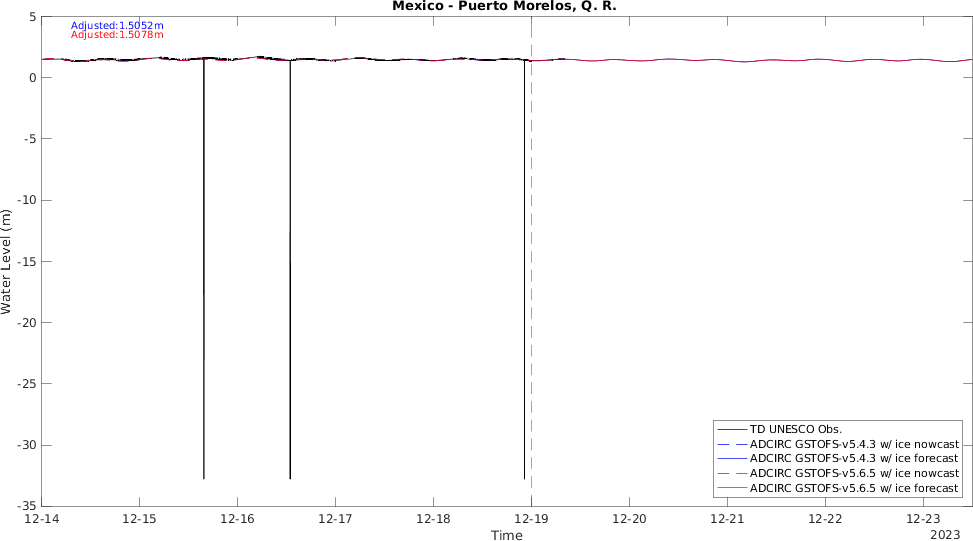 Mexico - Puerto Morelos, Q. R.
Adjusted:1.5052m
Adjusted:1.5078m
5
0
-5
-10
-15
-20
-25
-30
-35
Water Level (m)
12-14 12-15 12-16 12-17 12-18 12-19 12-20 12-21 12-22 12-23
Time
2023
TD UNESCO Obs.
ADCIRC GSTOFS-v5.4.3 w/ ice nowcast
ADCIRC GSTOFS-v5.4.3 w/ ice forecast
ADCIRC GSTOFS-v5.6.5 w/ ice nowcast
ADCIRC GSTOFS-v5.6.5 w/ ice forecast